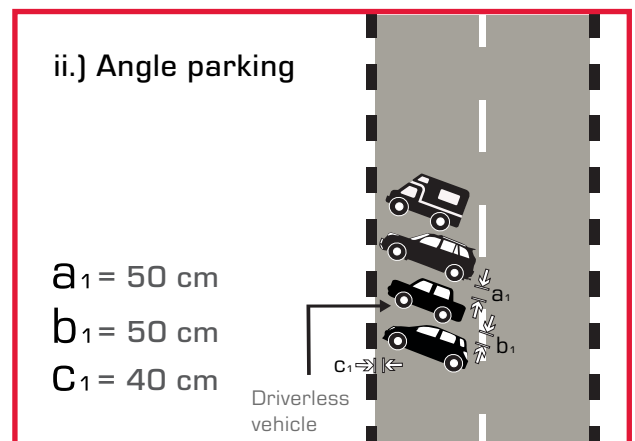 ii.) Angle parking
a₁ = 50 cm
b₁ = 50 cm
c₁ = 40 cm
a₁
b₁
c₁
Driverless
vehicle